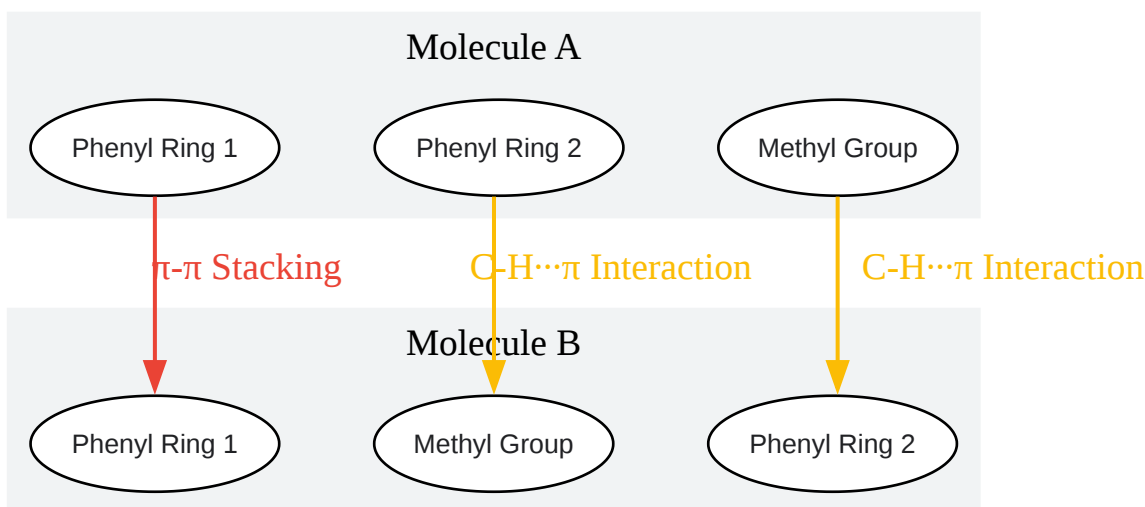 Molecule A
Phenyl Ring 1
Phenyl Ring 2
Methyl Group
π-π Stacking
C-H···π Interaction
C-H···π Interaction
Molecule B
Phenyl Ring 1
Methyl Group
Phenyl Ring 2